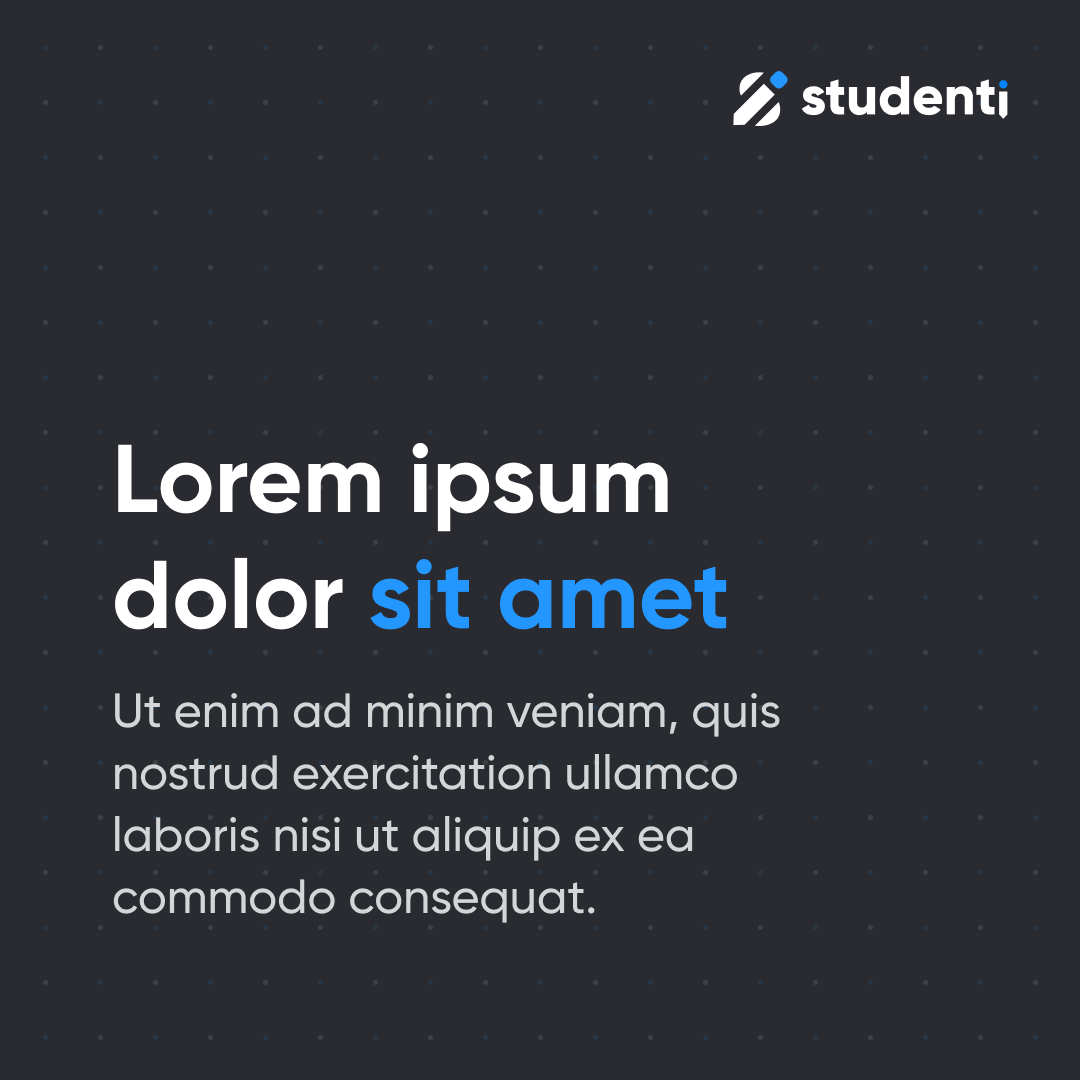 studenti
Lorem ipsum
dolor sit amet
Ut enim ad minim veniam, quis
nostrud exercitation ullamco
laboris nisi ut aliquip ex ea
commodo consequat.